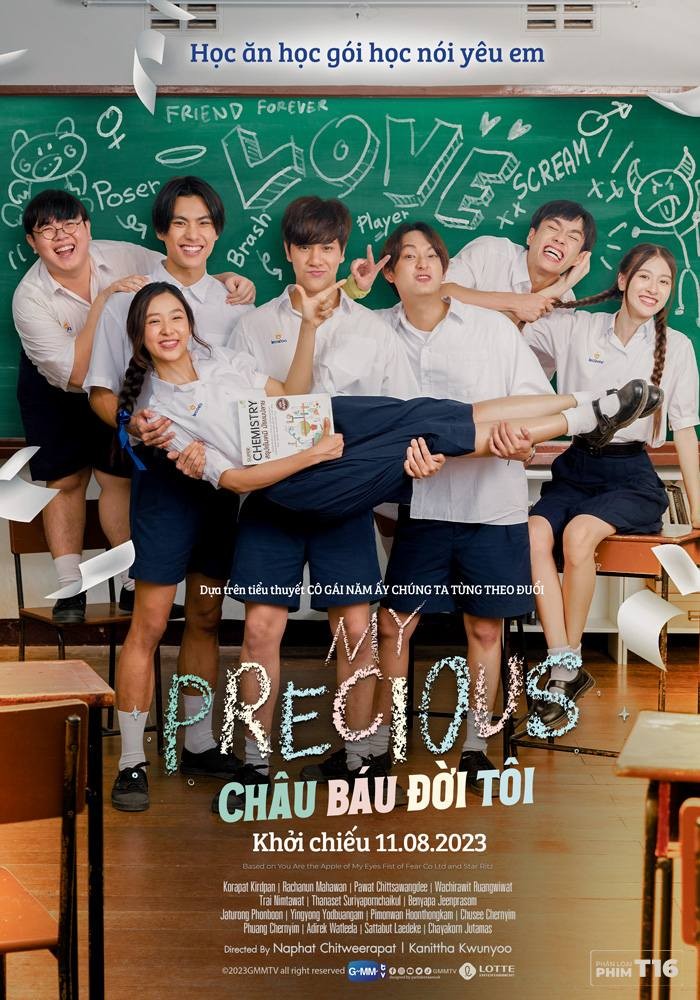 Học ăn học gói học nói yêu em
FRIEND FOREVER
LOVE
SCREAM
Poser
Brash
Player
G G
SUPER
CHEMISTRY
Dựa trên tiểu thuyết CÔ GÁI NĂM ẤY CHÚNG TA TỪNG THEO ĐUỔI
MY
PRECIOUS
CHÂU BÁU ĐỜI TÔI
Khởi chiếu 11.08.2023
Based on You Are the Apple of My Eyes Fist of Fear Co Ltd and Star Ritz
Korapat Kirdpan | Rachanun Mahawan | Pawat Chittsawangdee | Wachirawit Ruangwiwat
Trai Nimtawat | Thanaset Suriyapornchaikul | Benyapa Jeenprasom
Jaturong Phonboon | Yingyong Yodbuangam | Pimonwan Hoonthongkam | Chusee Chernyim
Phuang Chernyim | Adirek Watleela | Sattabut Laedeke | Chayakorn Jutamas
Directed By Naphat Chitweerapat | Kanittha Kwunyoo
©2023GMMTV all right reserved
G-MM' TV
GMMTV
LOTTE
ENTERTAINMENT
PHÂN LOẠI
PHIM T16